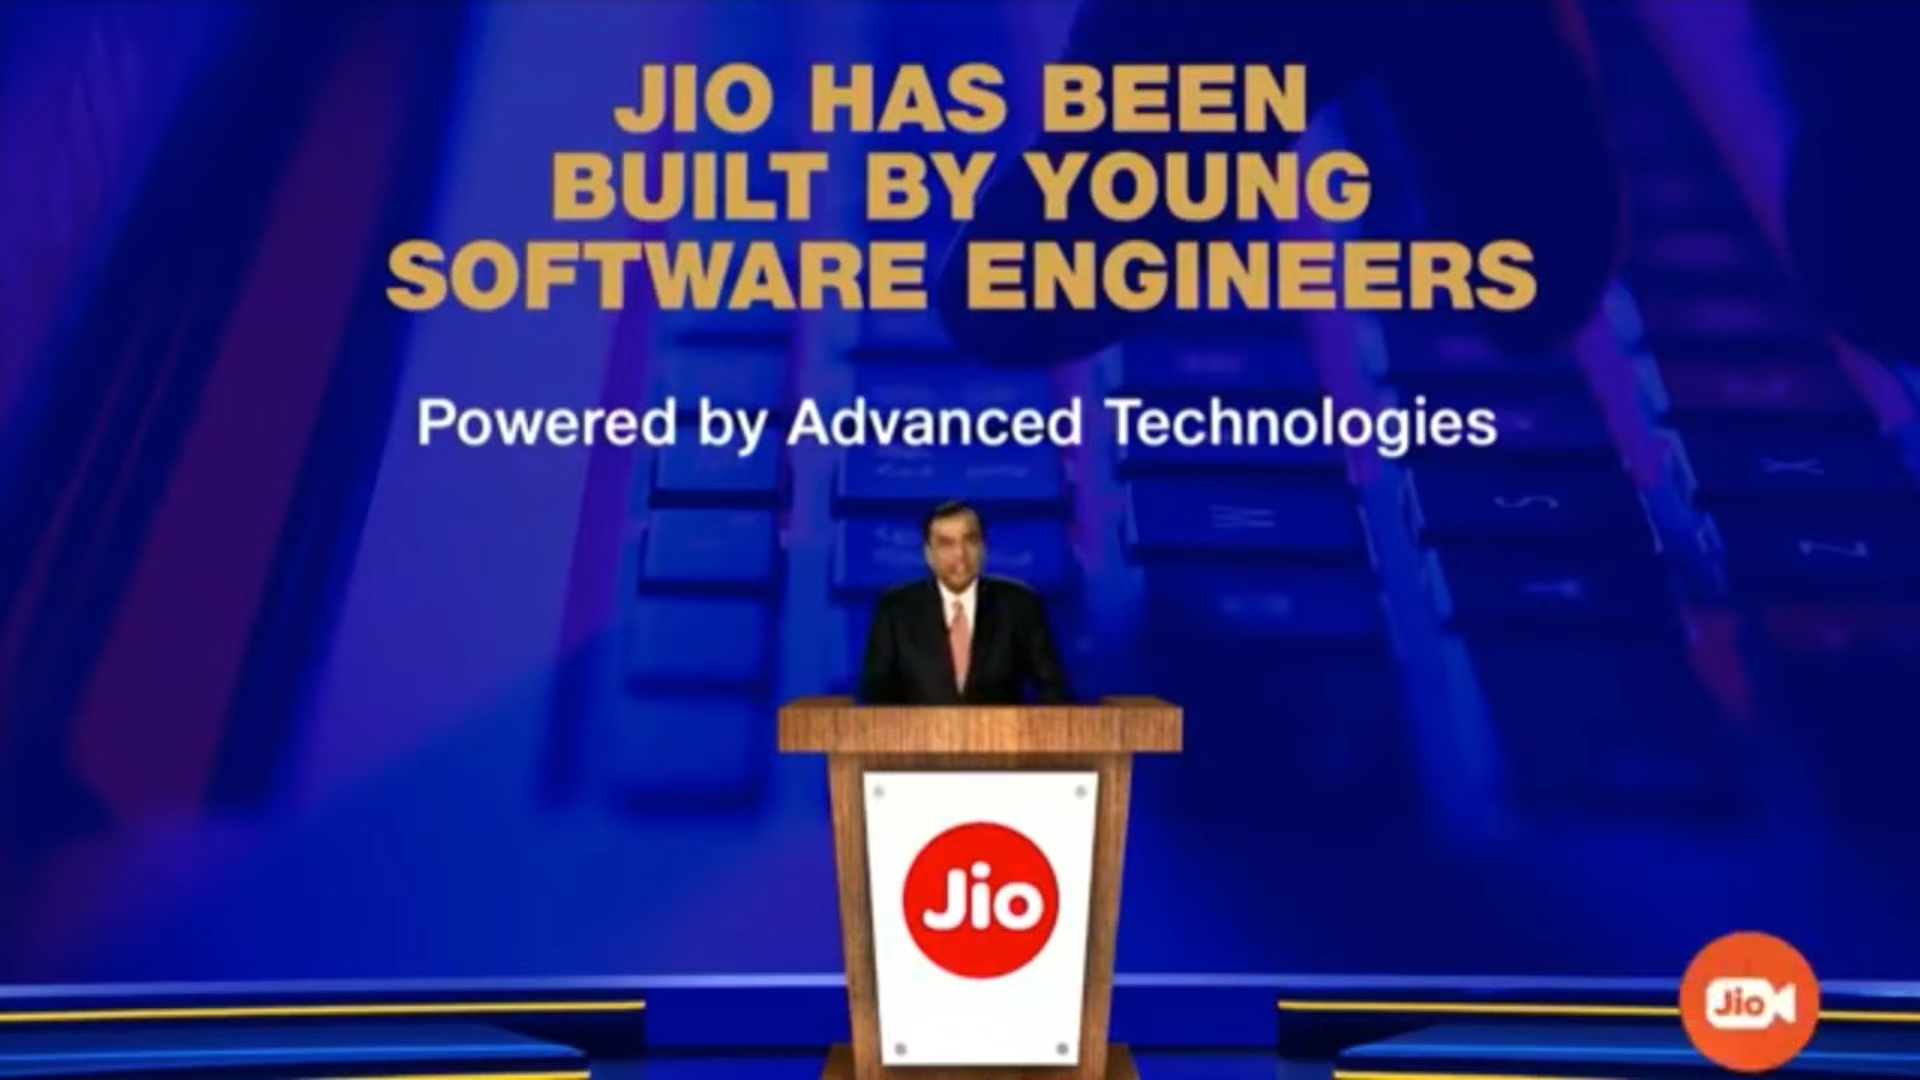 JIO HAS BEEN
BUILT BY YOUNG
SOFTWARE ENGINEERS
Powered by Advanced Technologies
Jio
Jio